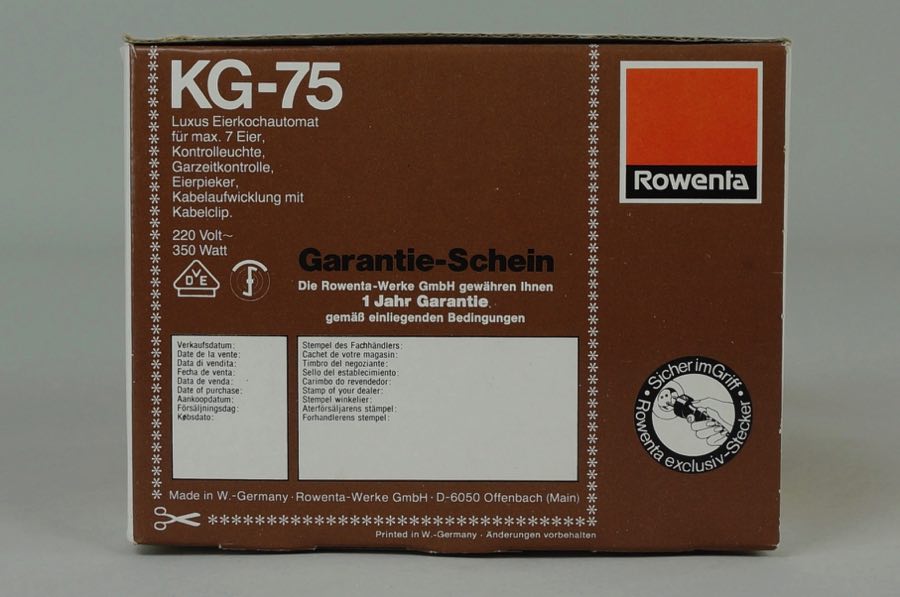 KG-75
Luxus Eierkochautomat
für max. 7 Eier,
Kontrolleuchte,
Garzeitkontrolle,
Eierpieker,
Kabelaufwicklung mit
Kabelclip.
220 Volt~
350 Watt
VDE
Rowenta
Garantie-Schein
Die Rowenta-Werke GmbH gewähren Ihnen
1 Jahr Garantie
gemäß einliegenden Bedingungen
Verkaufsdatum:
Date de la vente:
Data di vendita:
Fecha de venta:
Data de venda:
Date of purchase:
Aankoopdatum:
Försäljningsdag:
Købsdato:
Stempel des Fachhändlers:
Cachet de votre magasin:
Timbro del negoziante:
Sello del establecimiento:
Carimbo do revendedor:
Stamp of your dealer:
Stempel winkelier:
Aterförsäljarens stämpel:
Forhandlerens stempel:
Sicher im Griff ·
Rowenta exclusiv-Stecker ·
Made in W.-Germany · Rowenta-Werke GmbH · D-6050 Offenbach (Main)
Printed in W.-Germany · Änderungen vorbehalten